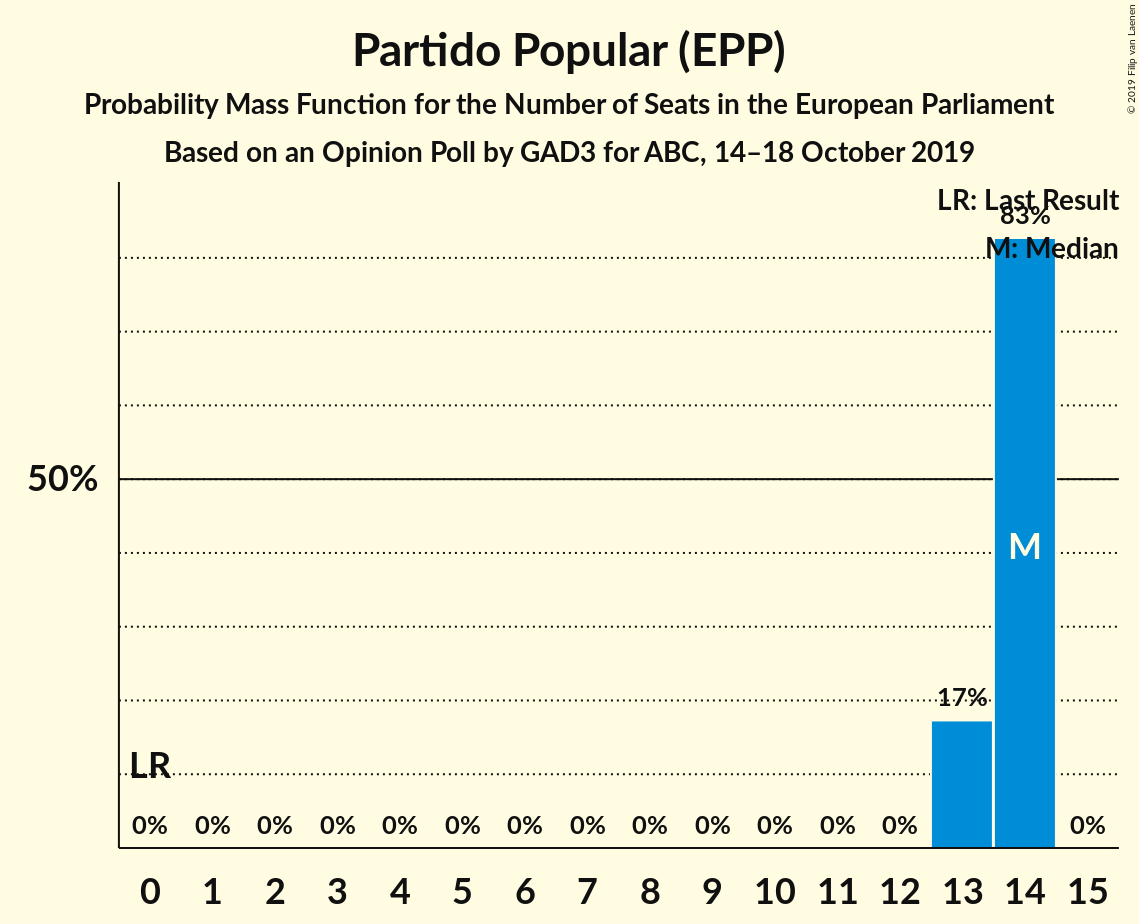 Partido Popular (EPP)
Probability Mass Function for the Number of Seats in the European Parliament
Based on an Opinion Poll by GAD3 for ABC, 14–18 October 2019
© 2019 Filip van Laenen
LR: Last Result
83%
M: Median
50%
M
17%
LR
0% 0% 0% 0% 0% 0% 0% 0% 0% 0% 0% 0% 0% 0%
0 1 2 3 4 5 6 7 8 9 10 11 12 13 14 15